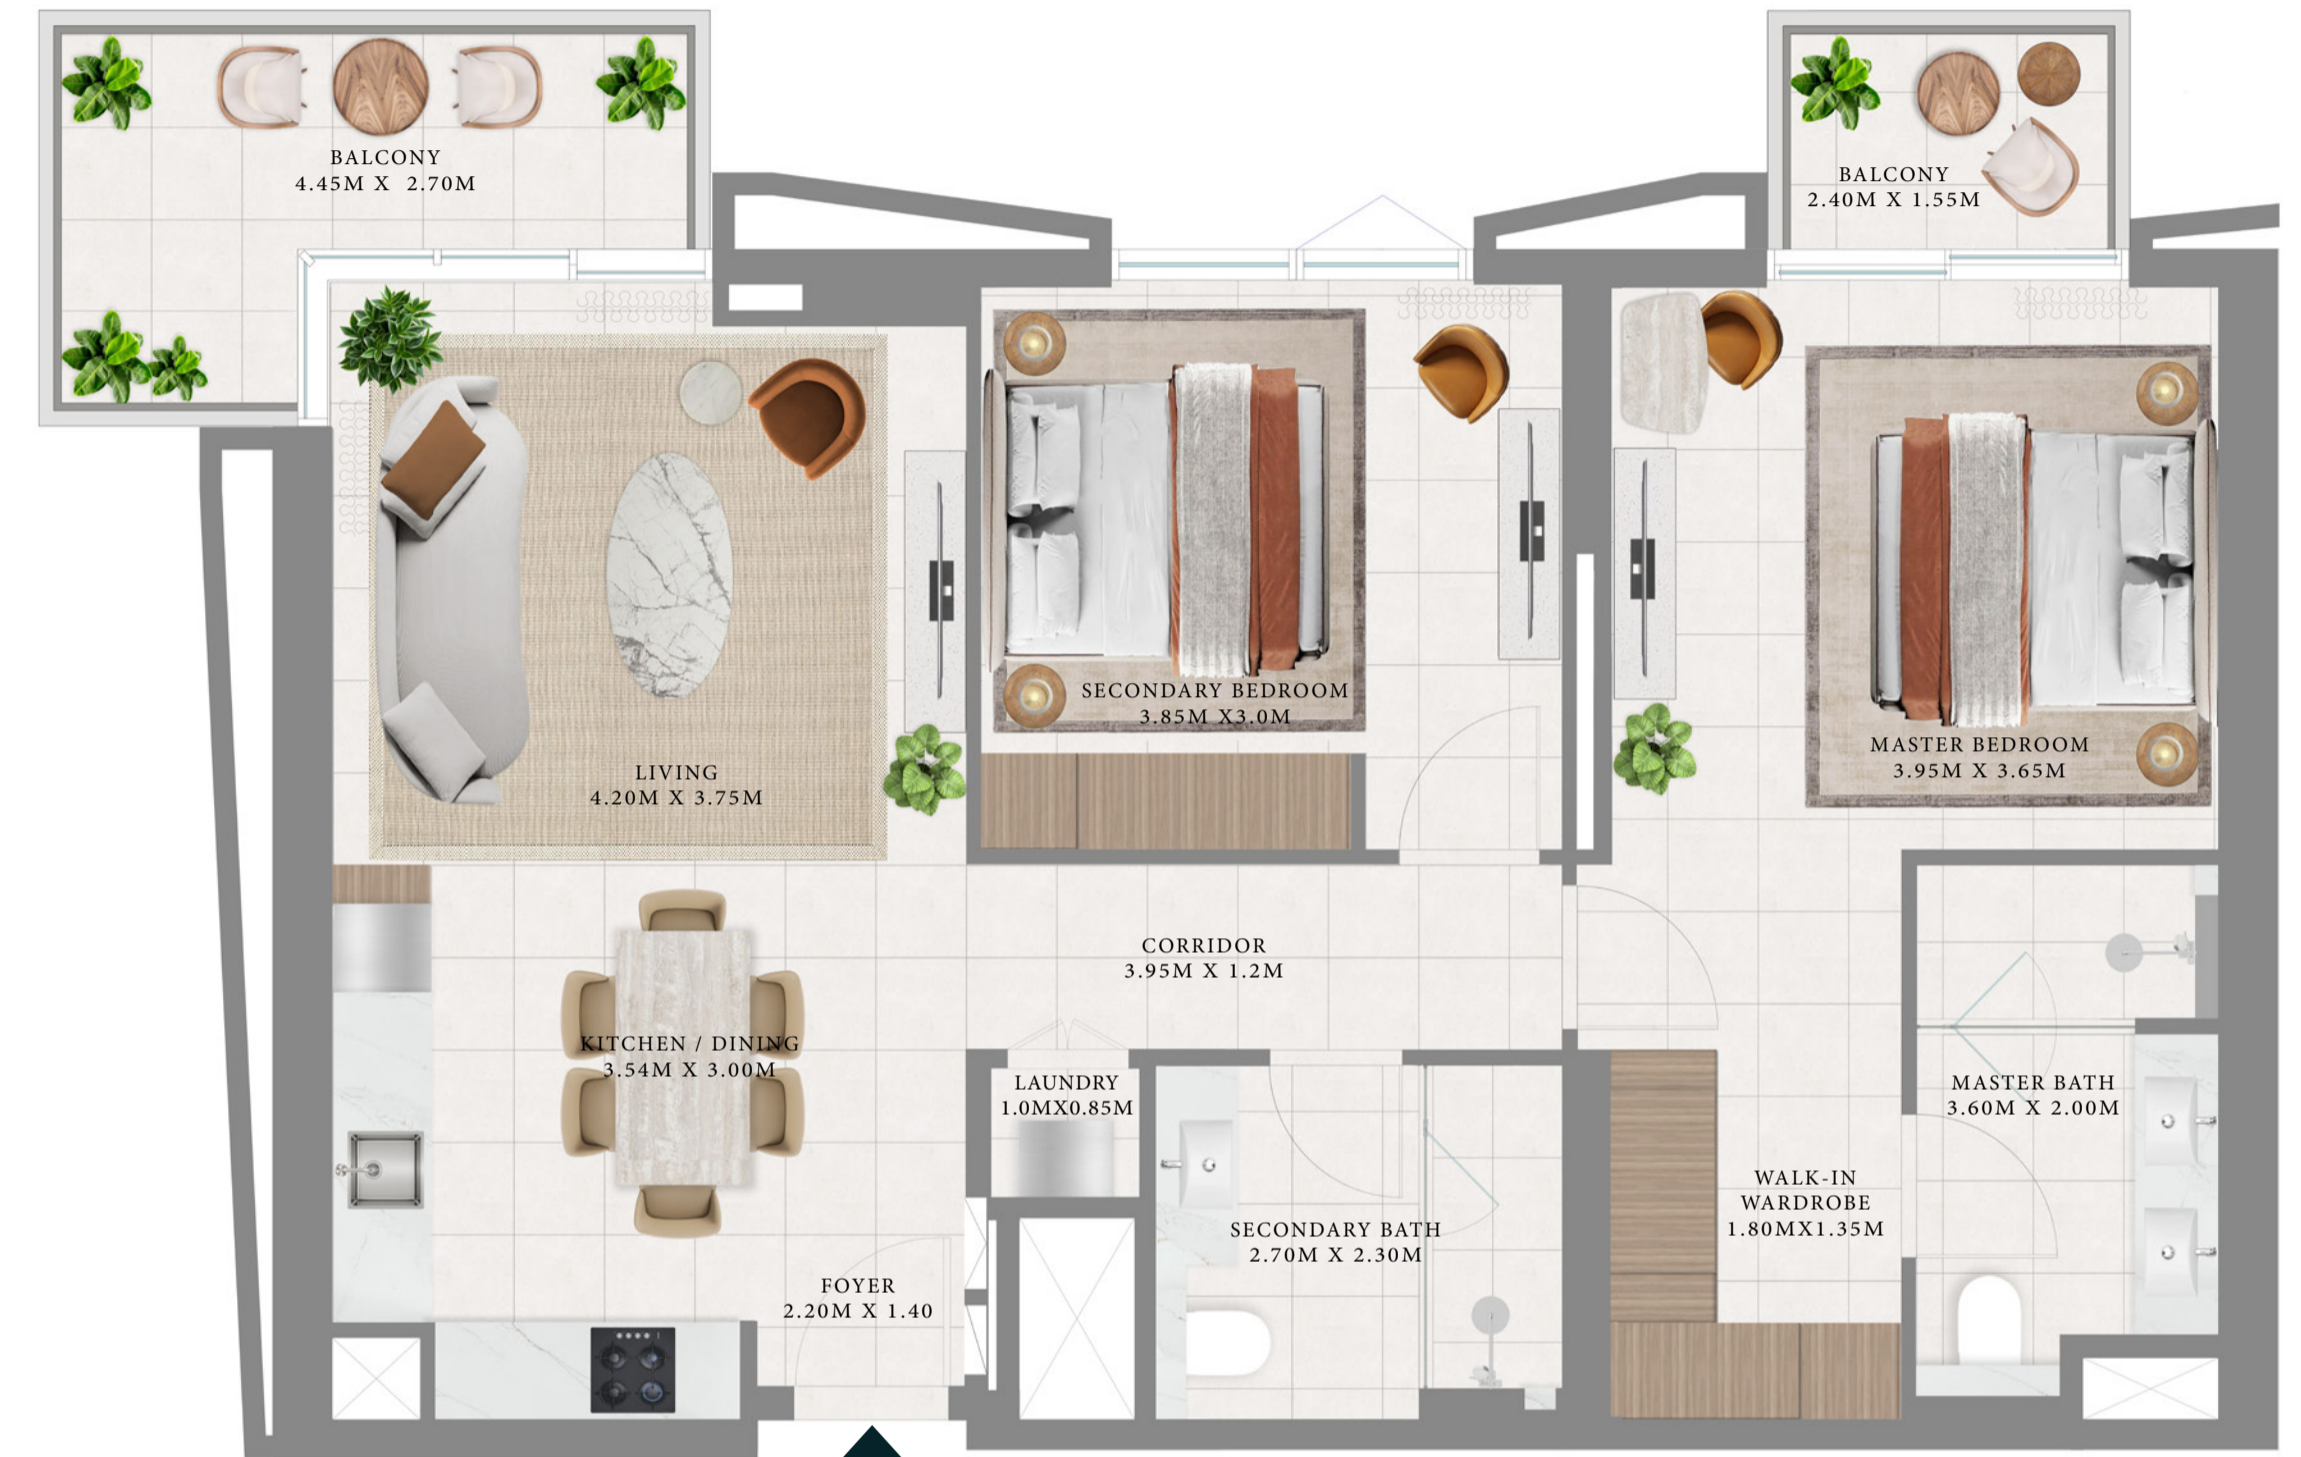 BALCONY
4.45M X 2.70M
BALCONY
2.40M X 1.55M
SECONDARY BEDROOM
3.85M X3.0M
MASTER BEDROOM
3.95M X 3.65M
LIVING
4.20M X 3.75M
CORRIDOR
3.95M X 1.2M
KITCHEN / DINING
3.54M X 3.00M
LAUNDRY
1.0MX0.85M
MASTER BATH
3.60M X 2.00M
WALK-IN
WARDROBE
1.80MX1.35M
SECONDARY BATH
2.70M X 2.30M
FOYER
2.20M X 1.40